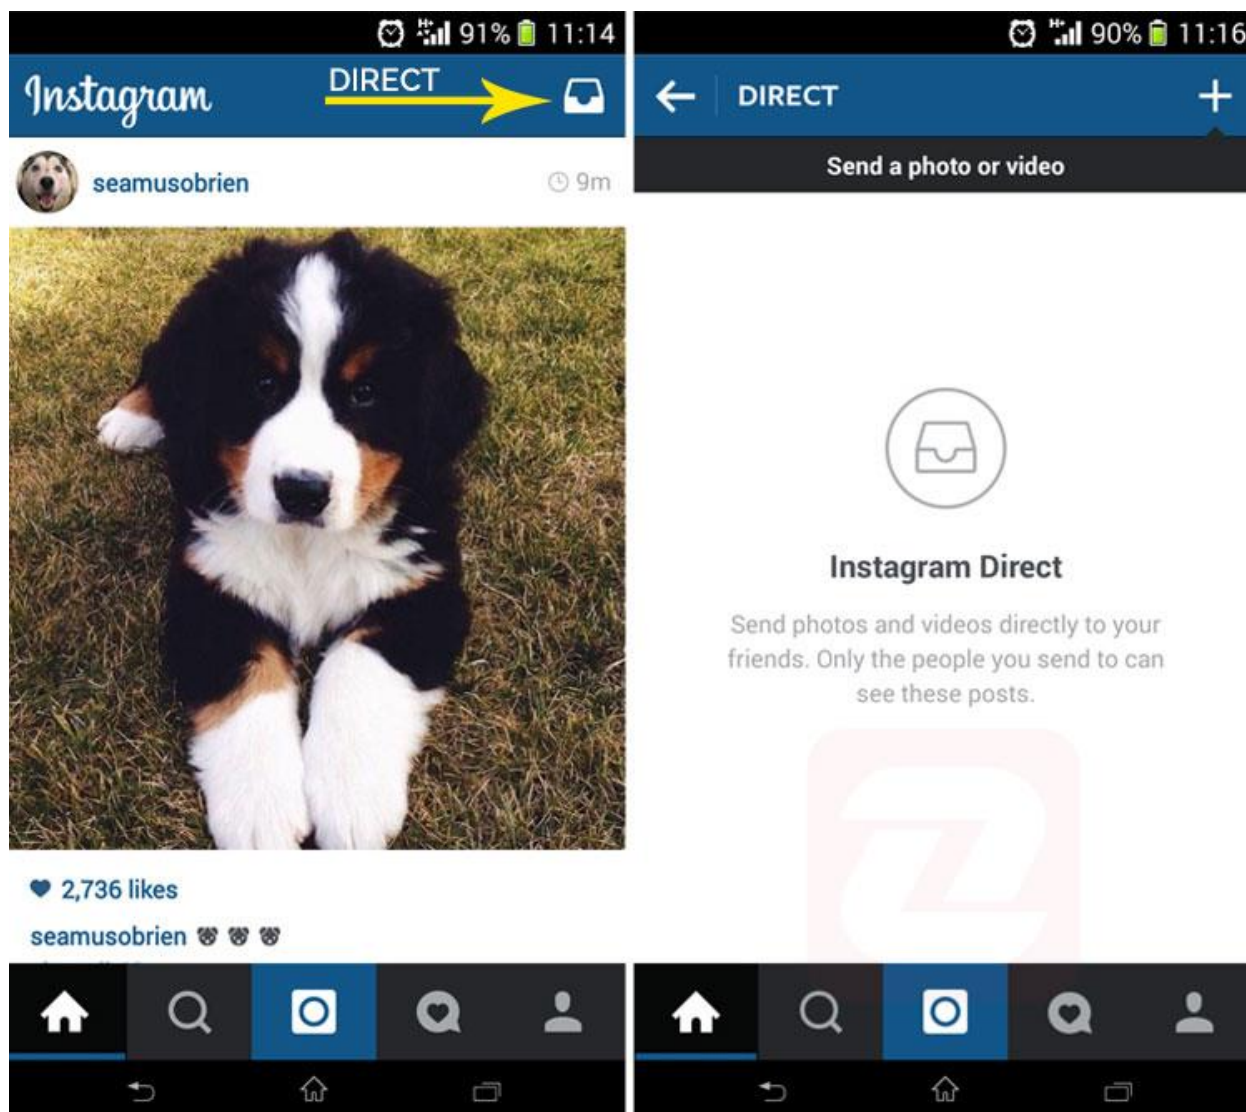 H+ 91% 11:14
Instagram DIRECT
seamusobrien 9m
2,736 likes
seamusobrien
H+ 90% 11:16
DIRECT
Send a photo or video
Instagram Direct
Send photos and videos directly to your
friends. Only the people you send to can
see these posts.